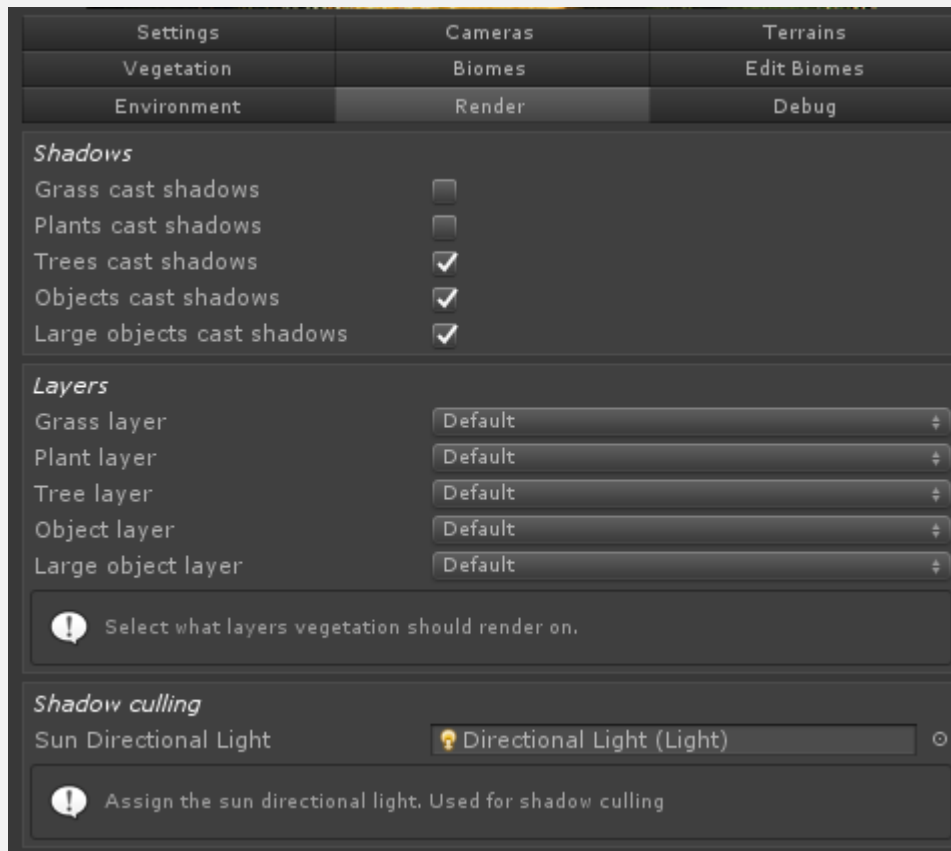 Settings Cameras Terrains
Vegetation Biomes Edit Biomes
Environment Render Debug
Shadows
Grass cast shadows
Plants cast shadows
Trees cast shadows
Objects cast shadows
Large objects cast shadows
Layers
Grass layer Default
Plant layer Default
Tree layer Default
Object layer Default
Large object layer Default
Select what layers vegetation should render on.
Shadow culling
Sun Directional Light Directional Light (Light)
Assign the sun directional light. Used for shadow culling